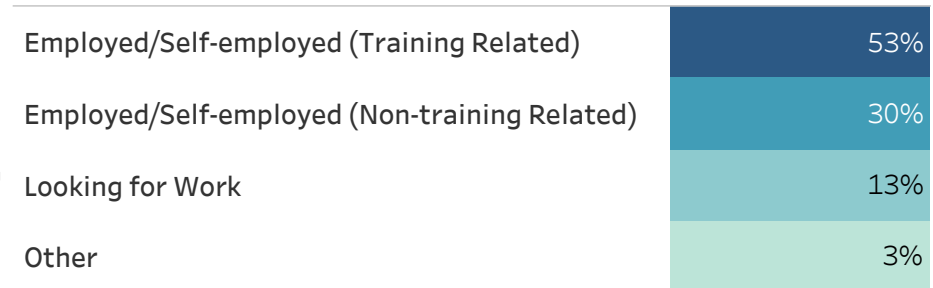 Employed/Self-employed (Training Related) 53%
Employed/Self-employed (Non-training Related) 30%
Looking for Work 13%
Other 3%